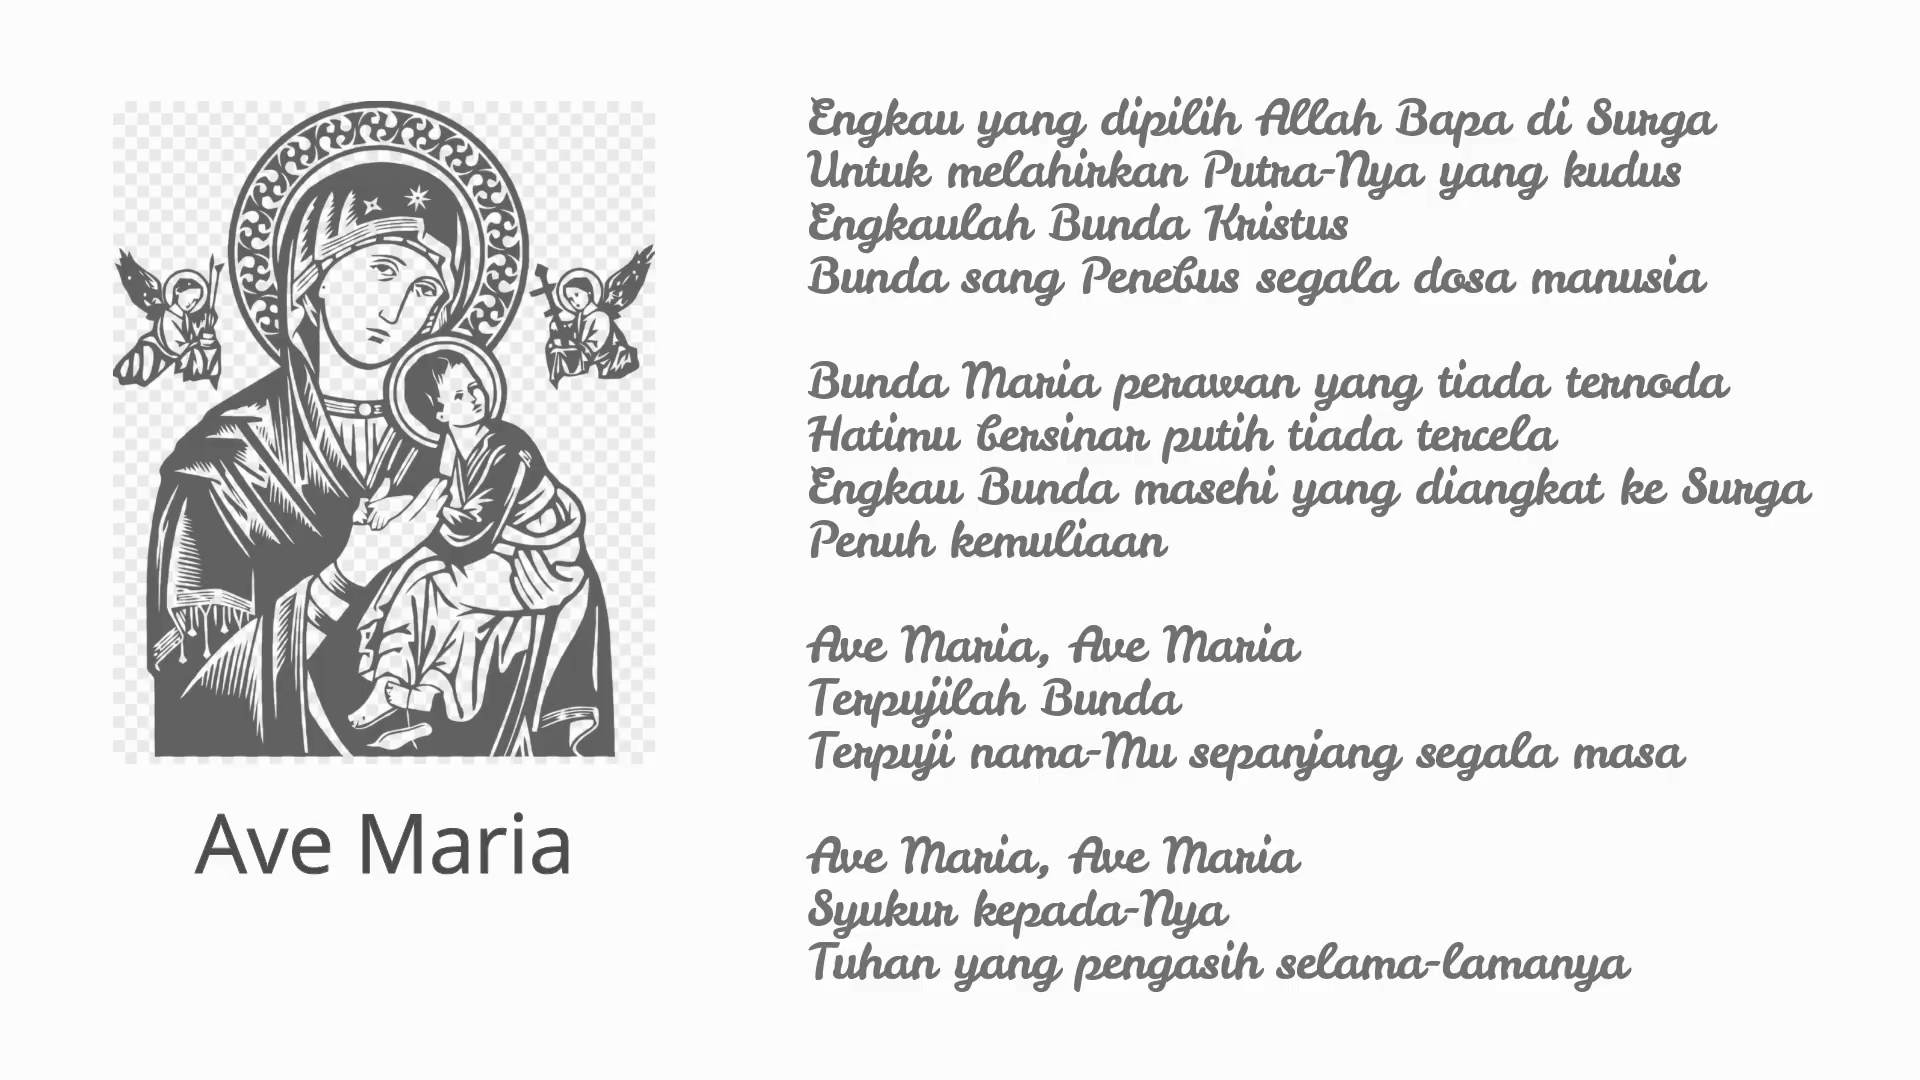 Ave Maria
Engkau yang dipilih Allah Bapa di Surga
Untuk melahirkan Putra-Nya yang kudus
Engkaulah Bunda Kristus
Bunda sang Penebus segala dosa manusia
Bunda Maria perawan yang tiada ternoda
Hatimu bersinar putih tiada tercela
Engkau Bunda masehi yang diangkat ke Surga
Penuh kemuliaan
Ave Maria, Ave Maria
Terpujilah Bunda
Terpuji nama-Mu sepanjang segala masa
Ave Maria, Ave Maria
Syukur kepada-Nya
Tuhan yang pengasih selama-lamanya